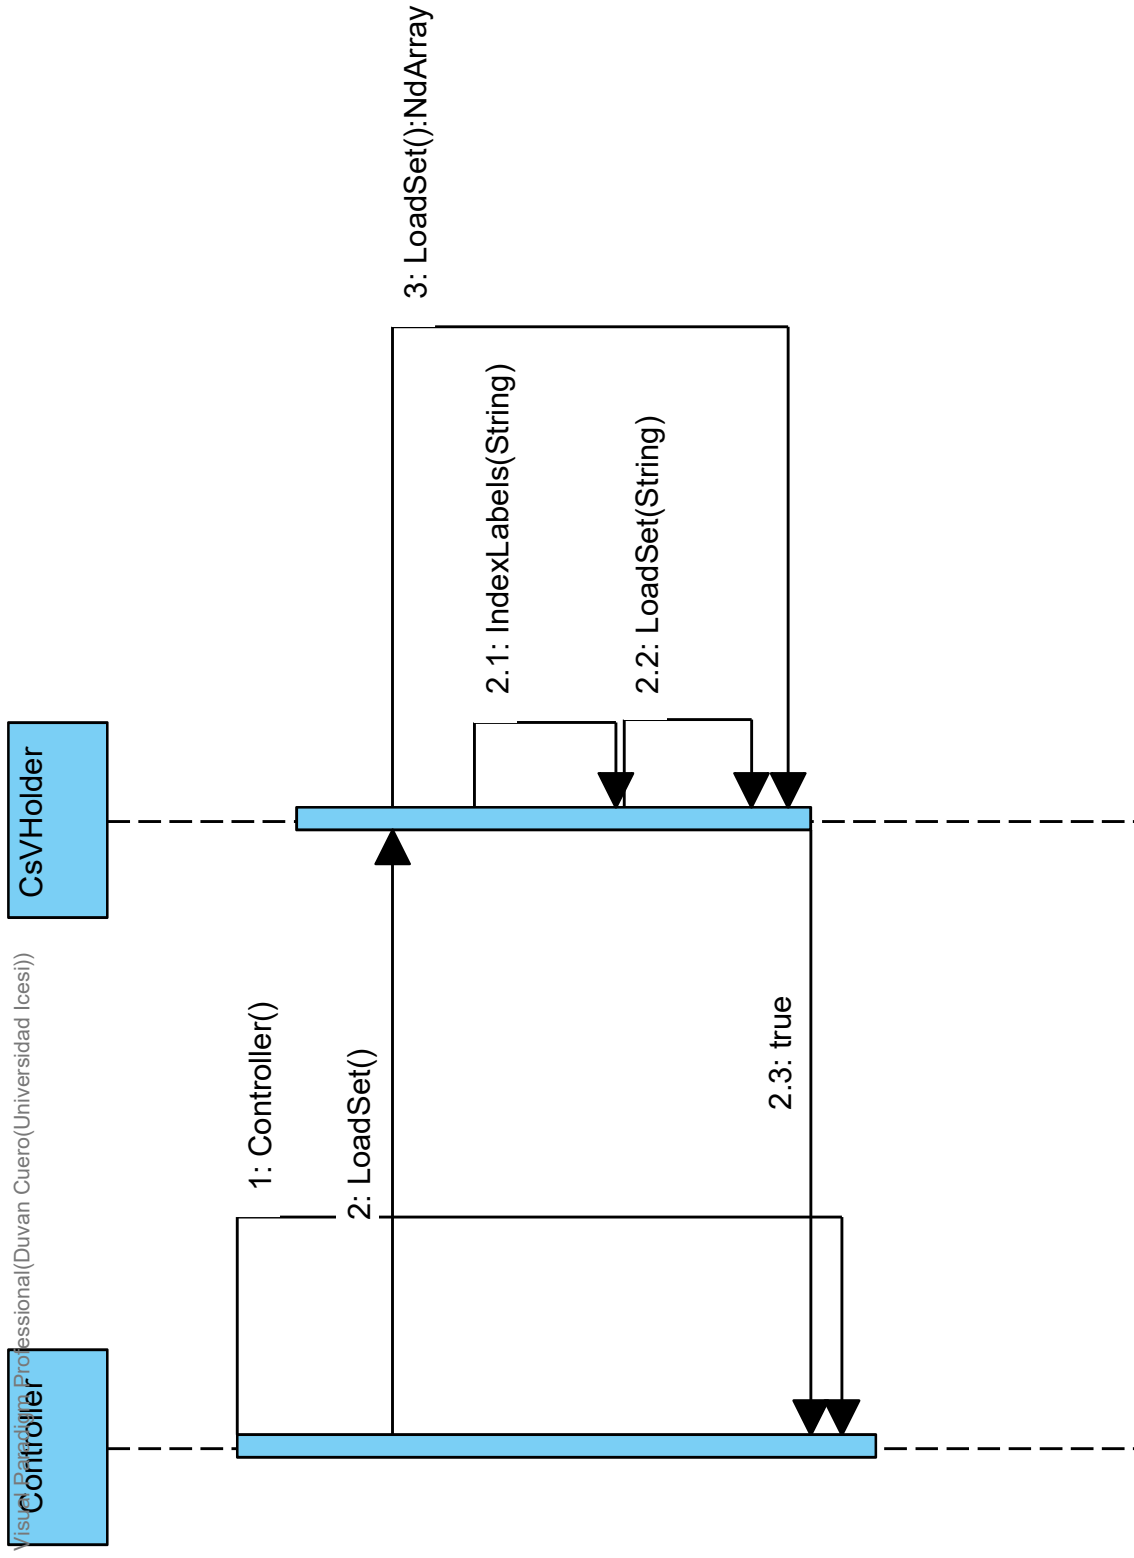 Visual Paradigm Professional(Duvan Cuero(Universidad Icesi))
Controller
CsVHolder
1: Controller()
2: LoadSet()
3: LoadSet():NdArray
2.1: IndexLabels(String)
2.2: LoadSet(String)
2.3: true